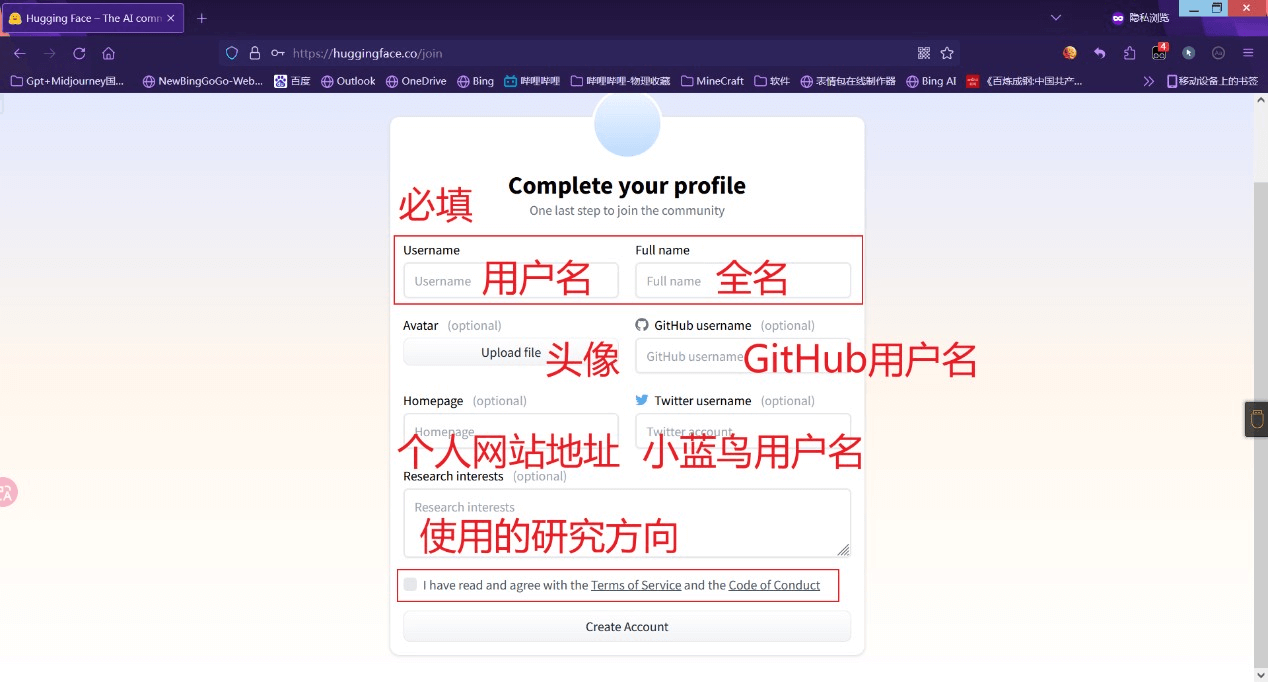 Hugging Face – The AI comm
隐私浏览
https://huggingface.co/join
4
Gpt+Midjourney国... NewBingGoGo-Web... 百度 Outlook OneDrive Bing 哔哩哔哩 哔哩哔哩-物理收藏 MineCraft 软件 表情包在线制作器 Bing AI 《百炼成钢:中国共产... 移动设备上的书签
Complete your profile
必填
One last step to join the community
Username Full name
Username 用户名 Full name 全名
Avatar (optional) GitHub username (optional)
Upload file 头像 GitHub username GitHub用户名
Homepage (optional) Twitter username (optional)
Homepage Twitter account
个人网站地址 小蓝鸟用户名
Research interests (optional)
Research interests
使用的研究方向
I have read and agree with the Terms of Service and the Code of Conduct
Create Account